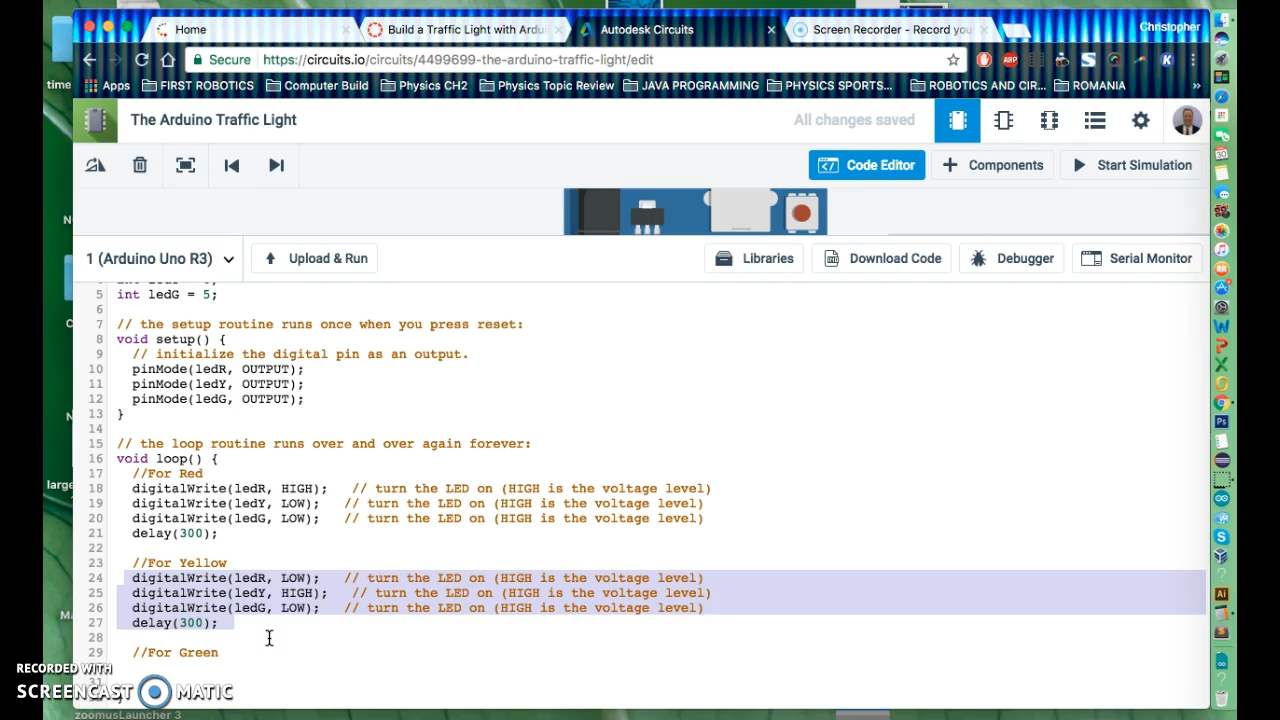 Christopher
Home
Build a Traffic Light with Ardui
Autodesk Circuits
Screen Recorder - Record you
Secure
https://circuits.io/circuits/4499699-the-arduino-traffic-light/edit
Apps
FIRST ROBOTICS
Computer Build
Physics CH2
Physics Topic Review
JAVA PROGRAMMING
PHYSICS SPORTS...
ROBOTICS AND CIR...
ROMANIA
»
time
The Arduino Traffic Light
All changes saved
Code Editor
+ Components
Start Simulation
1 (Arduino Uno R3)
Upload & Run
Libraries
Download Code
Debugger
Serial Monitor
5 int ledG = 5;
6
7 // the setup routine runs once when you press reset:
8 void setup() {
9 // initialize the digital pin as an output.
10 pinMode(ledR, OUTPUT);
11 pinMode(ledY, OUTPUT);
12 pinMode(ledG, OUTPUT);
13 }
14
15 // the loop routine runs over and over again forever:
16 void loop() {
17 //For Red
18 digitalWrite(ledR, HIGH); // turn the LED on (HIGH is the voltage level)
19 digitalWrite(ledY, LOW); // turn the LED on (HIGH is the voltage level)
20 digitalWrite(ledG, LOW); // turn the LED on (HIGH is the voltage level)
21 delay(300);
22
23 //For Yellow
24 digitalWrite(ledR, LOW); // turn the LED on (HIGH is the voltage level)
25 digitalWrite(ledY, HIGH); // turn the LED on (HIGH is the voltage level)
26 digitalWrite(ledG, LOW); // turn the LED on (HIGH is the voltage level)
27 delay(300);
28
29 //For Green
large
RECORDED WITH
SCREENCAST MATIC
zoomusLauncher 3